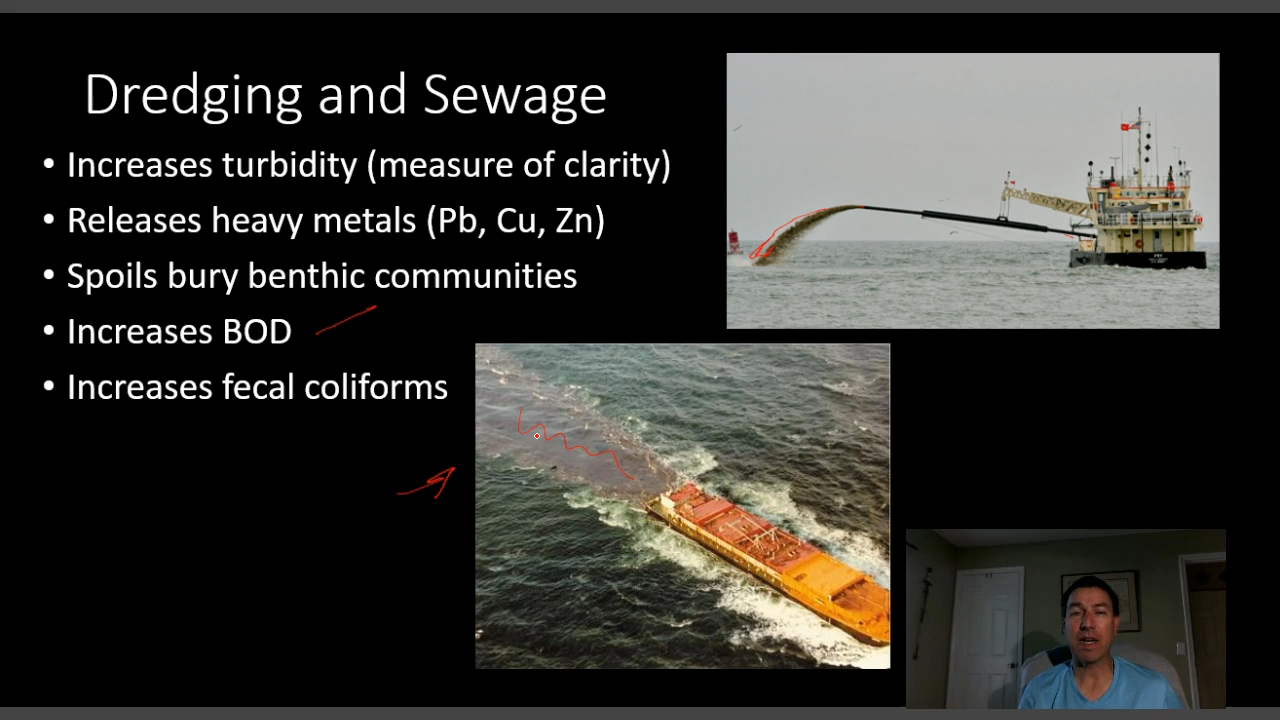 Dredging and Sewage
• Increases turbidity (measure of clarity)
• Releases heavy metals (Pb, Cu, Zn)
• Spoils bury benthic communities
• Increases BOD
• Increases fecal coliforms